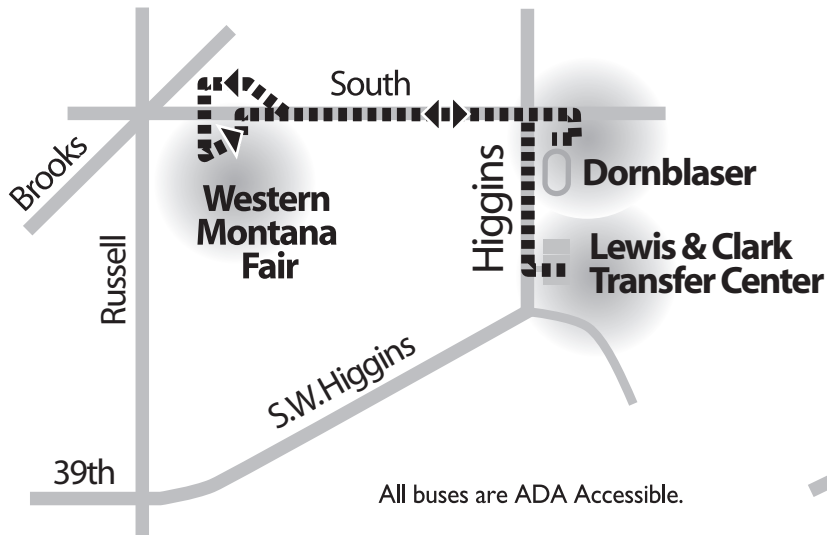 South
Brooks
Higgins
Dornblaser
Western
Montana
Fair
Russell
Lewis & Clark
Transfer Center
S.W.Higgins
39th
All buses are ADA Accessible.